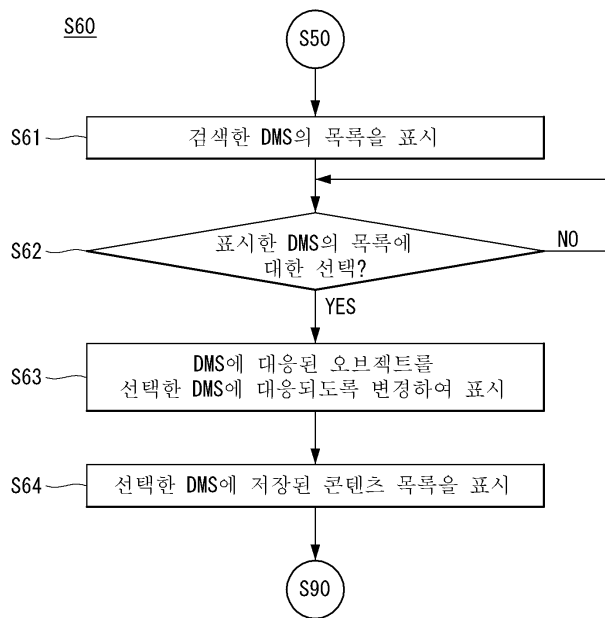 S60
S50
S61
검색한 DMS의 목록을 표시
S62
표시한 DMS의 목록에
대한 선택?
NO
YES
S63
DMS에 대응된 오브젝트를
선택한 DMS에 대응되도록 변경하여 표시
S64
선택한 DMS에 저장된 콘텐츠 목록을 표시
S90